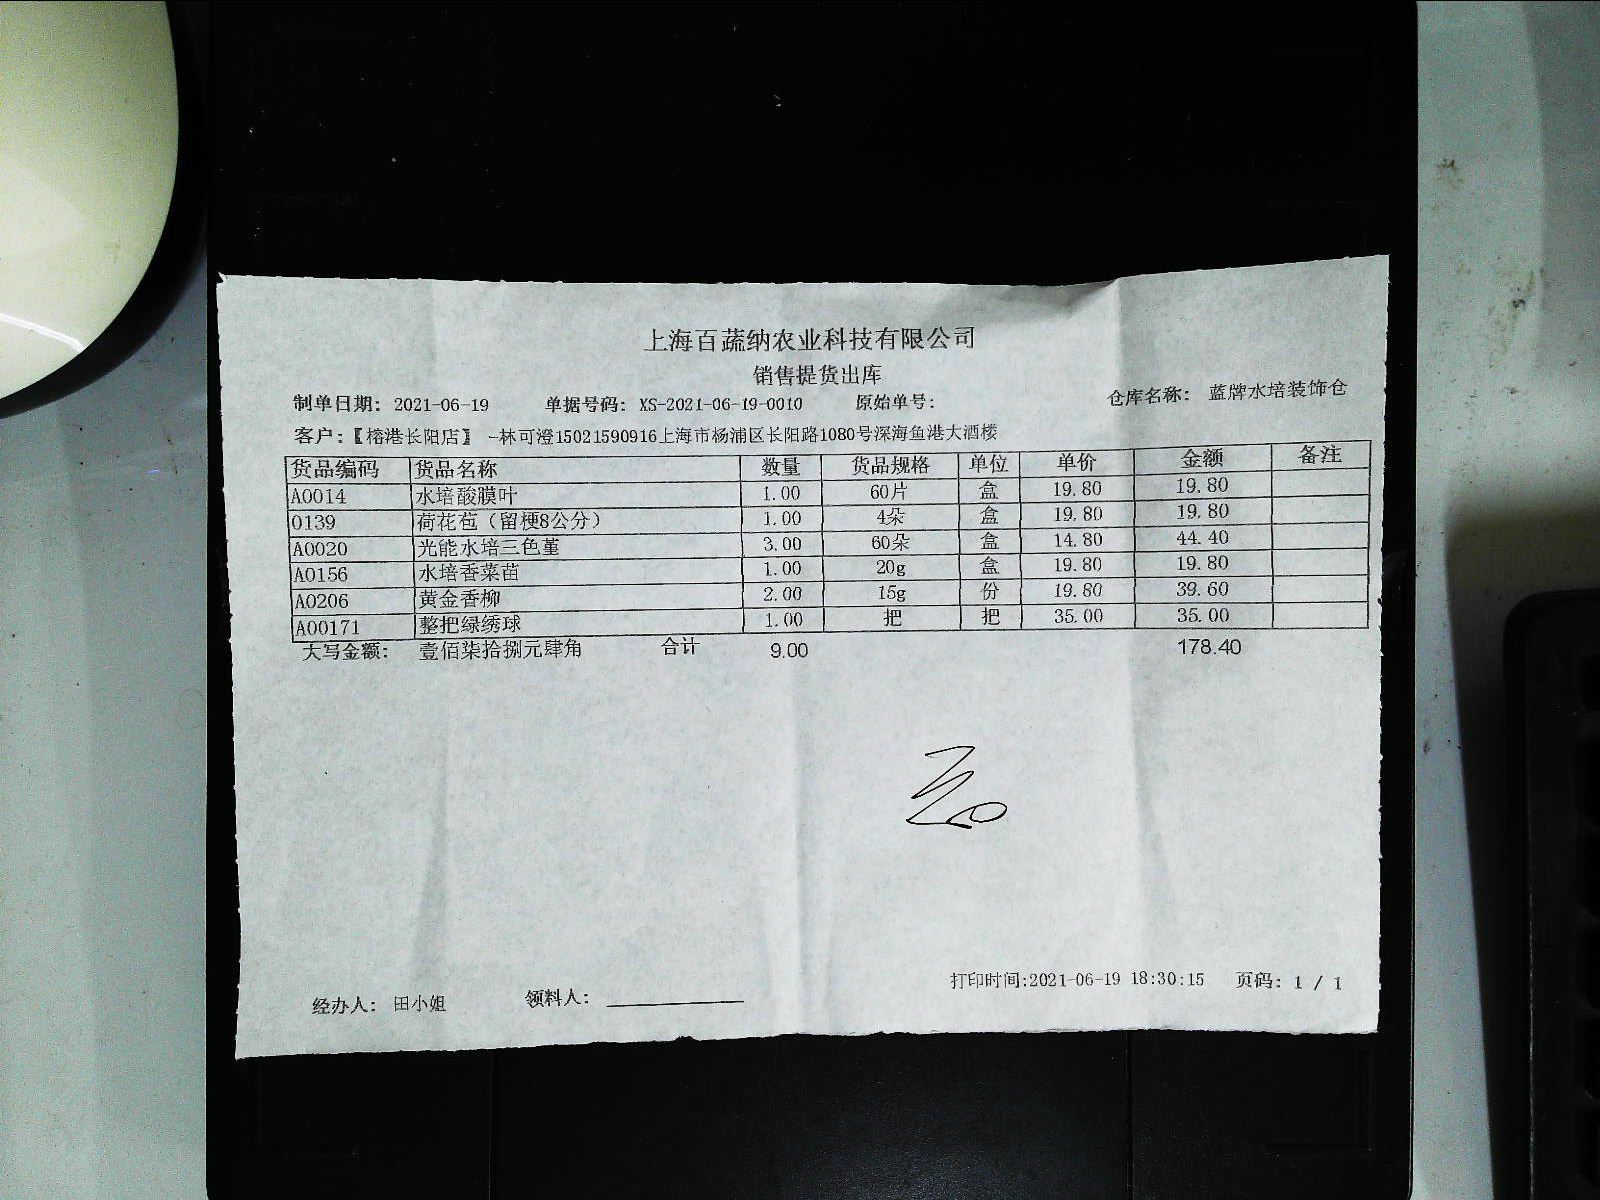 上海百蔬纳农业科技有限公司
销售提货出库
制单日期: 2021-06-19 单据号码: XS-2021-06-19-0010 原始单号: 仓库名称: 蓝牌水培装饰仓
客户:【榕港长阳店】 -林可澄15021590916上海市杨浦区长阳路1080号深海鱼港大酒楼
货品编码 货品名称 数量 货品规格 单位 单价 金额 备注
A0014 水培酸膜叶 1.00 60片 盒 19.80 19.80
0139 荷花苞（留梗8公分） 1.00 4朵 盒 19.80 19.80
A0020 光能水培三色堇 3.00 60朵 盒 14.80 44.40
A0156 水培香菜苗 1.00 20g 盒 19.80 19.80
A0206 黄金香柳 2.00 15g 份 19.80 39.60
A00171 整把绿绣球 1.00 把 把 35.00 35.00
大写金额: 壹佰柒拾捌元肆角 合计 9.00 178.40
打印时间:2021-06-19 18:30:15 页码: 1 / 1
经办人: 田小姐 领料人: